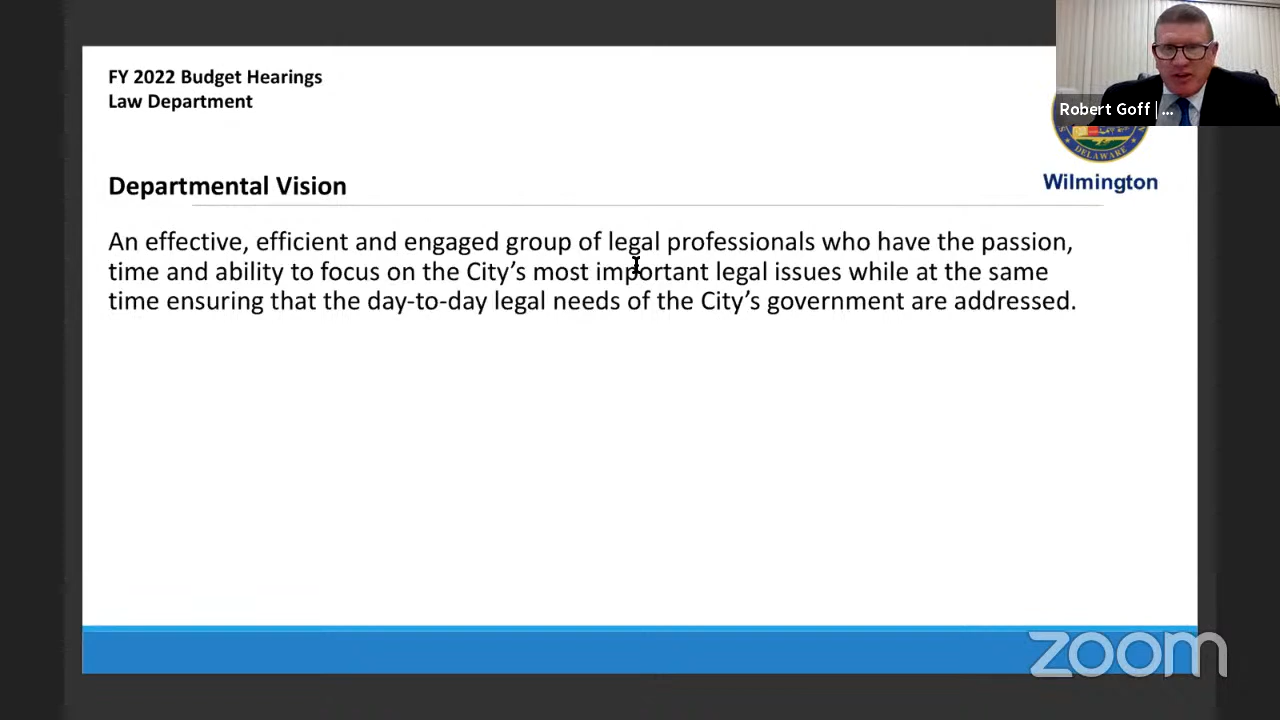 FY 2022 Budget Hearings
Law Department
Robert Goff | ...
DELAWARE
Wilmington
Departmental Vision
An effective, efficient and engaged group of legal professionals who have the passion,
time and ability to focus on the City’s most important legal issues while at the same
time ensuring that the day-to-day legal needs of the City’s government are addressed.
zoom